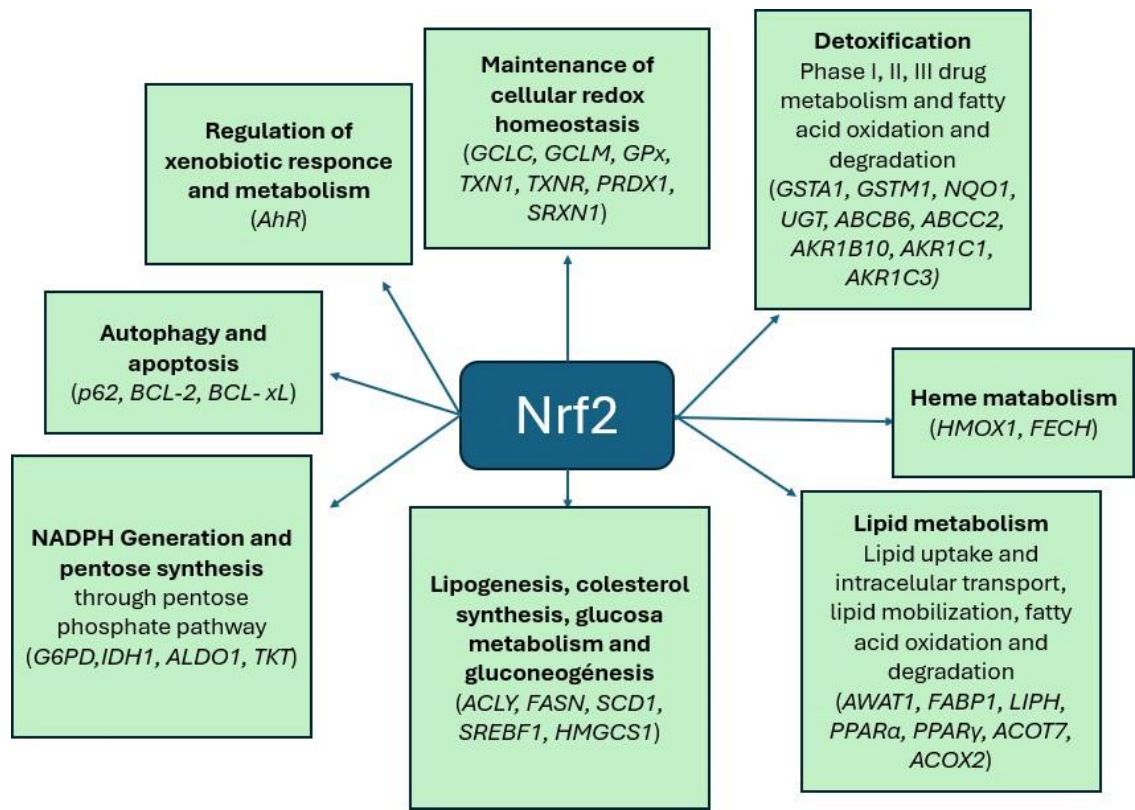 Regulation of
xenobiotic responce
and metabolism
(AhR)
Maintenance of
cellular redox
homeostasis
(GCLC, GCLM, GPx,
TXN1, TXNR, PRDX1,
SRXN1)
Detoxification
Phase I, II, III drug
metabolism and fatty
acid oxidation and
degradation
(GSTA1, GSTM1, NQO1,
UGT, ABCB6, ABCC2,
AKR1B10, AKR1C1,
AKR1C3)
Autophagy and
apoptosis
(p62, BCL-2, BCL- xL)
Nrf2
Heme matabolism
(HMOX1, FECH)
NADPH Generation and
pentose synthesis
through pentose
phosphate pathway
(G6PD,IDH1, ALDO1, TKT)
Lipogenesis, colesterol
synthesis, glucosa
metabolism and
gluconeogénesis
(ACLY, FASN, SCD1,
SREBF1, HMGCS1)
Lipid metabolism
Lipid uptake and
intracelular transport,
lipid mobilization, fatty
acid oxidation and
degradation
(AWAT1, FABP1, LIPH,
PPARα, PPARγ, ACOT7,
ACOX2)